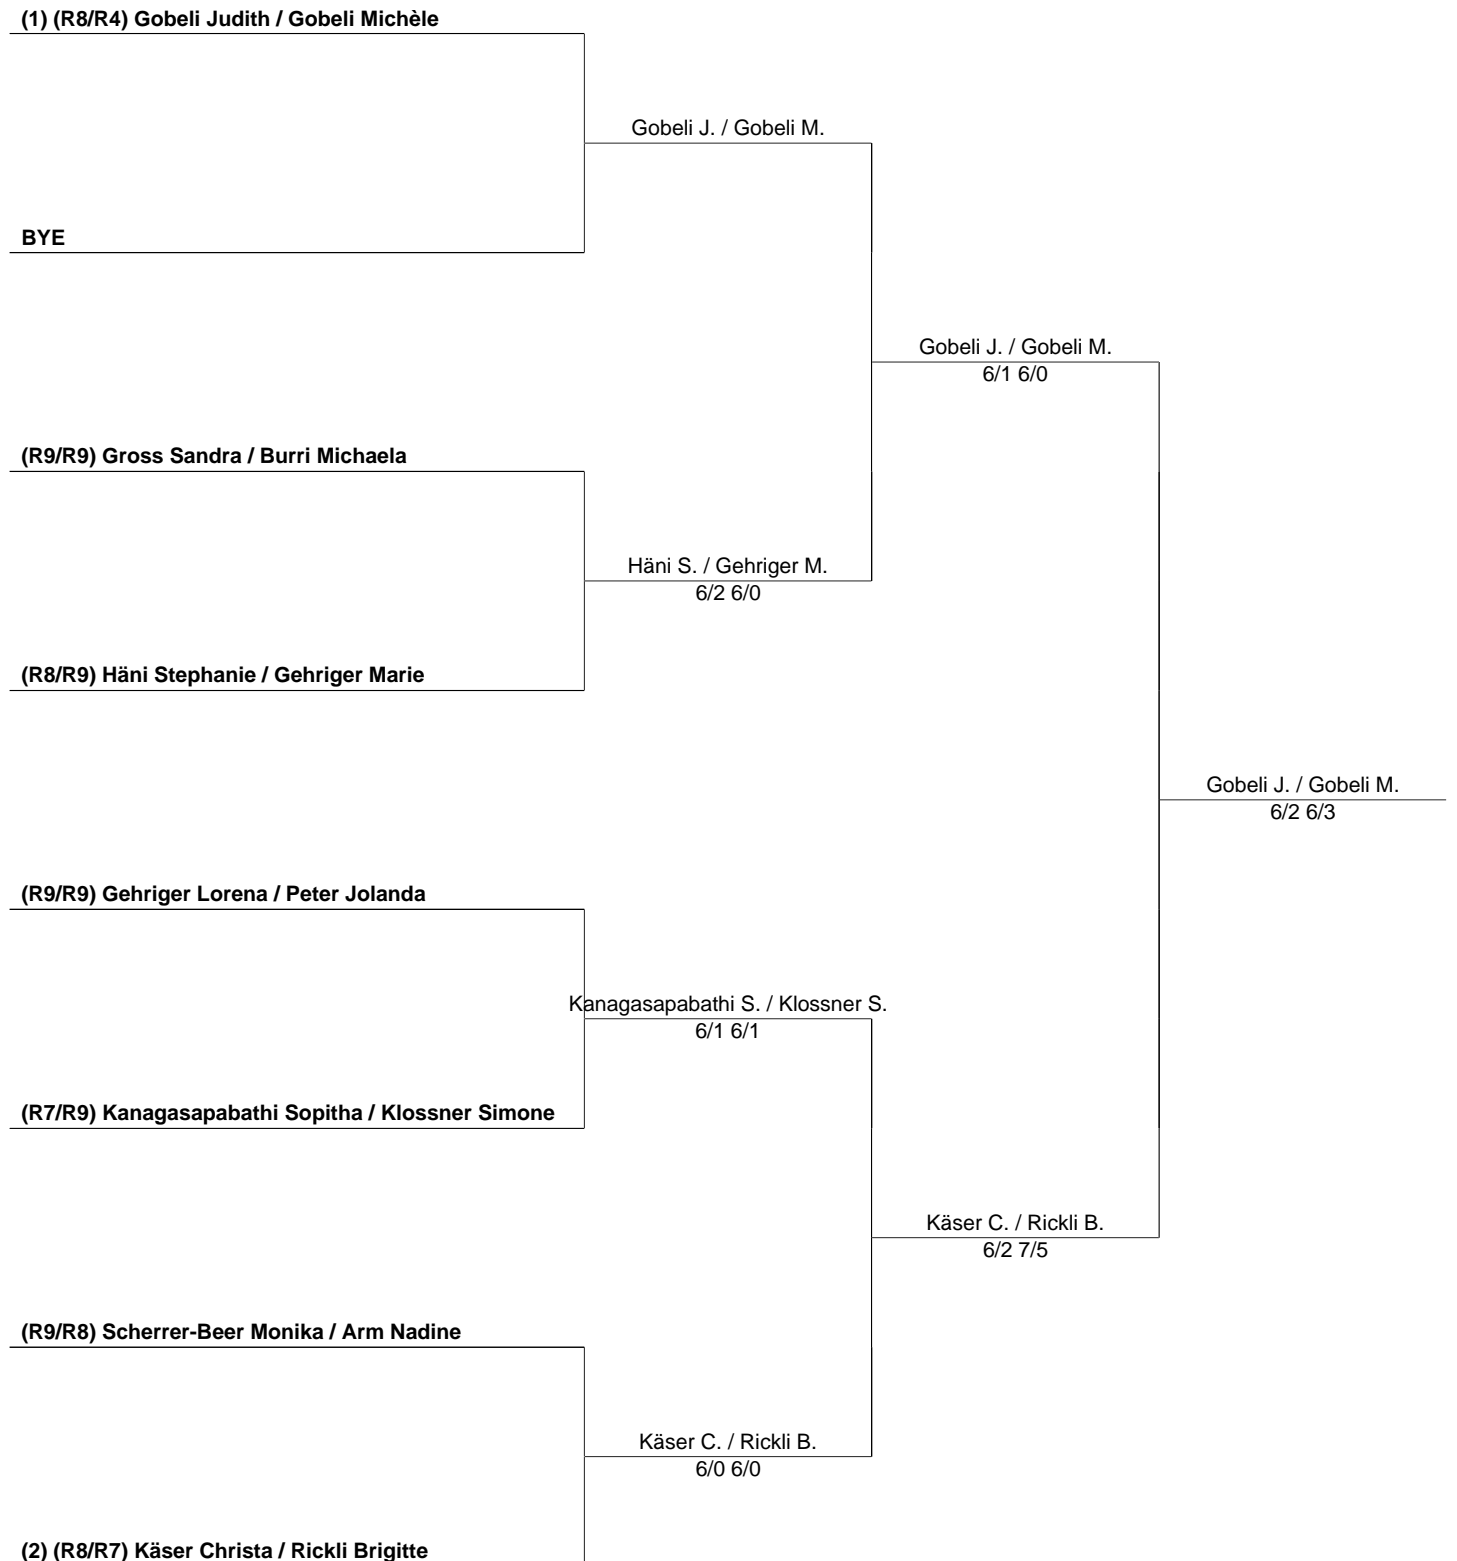 (1) (R8/R4) Gobeli Judith / Gobeli Michèle
Gobeli J. / Gobeli M.
BYE
Gobeli J. / Gobeli M.
6/1 6/0
(R9/R9) Gross Sandra / Burri Michaela
Häni S. / Gehriger M.
6/2 6/0
(R8/R9) Häni Stephanie / Gehriger Marie
Gobeli J. / Gobeli M.
6/2 6/3
(R9/R9) Gehriger Lorena / Peter Jolanda
Kanagasapabathi S. / Klossner S.
6/1 6/1
(R7/R9) Kanagasapabathi Sopitha / Klossner Simone
Käser C. / Rickli B.
6/2 7/5
(R9/R8) Scherrer-Beer Monika / Arm Nadine
Käser C. / Rickli B.
6/0 6/0
(2) (R8/R7) Käser Christa / Rickli Brigitte